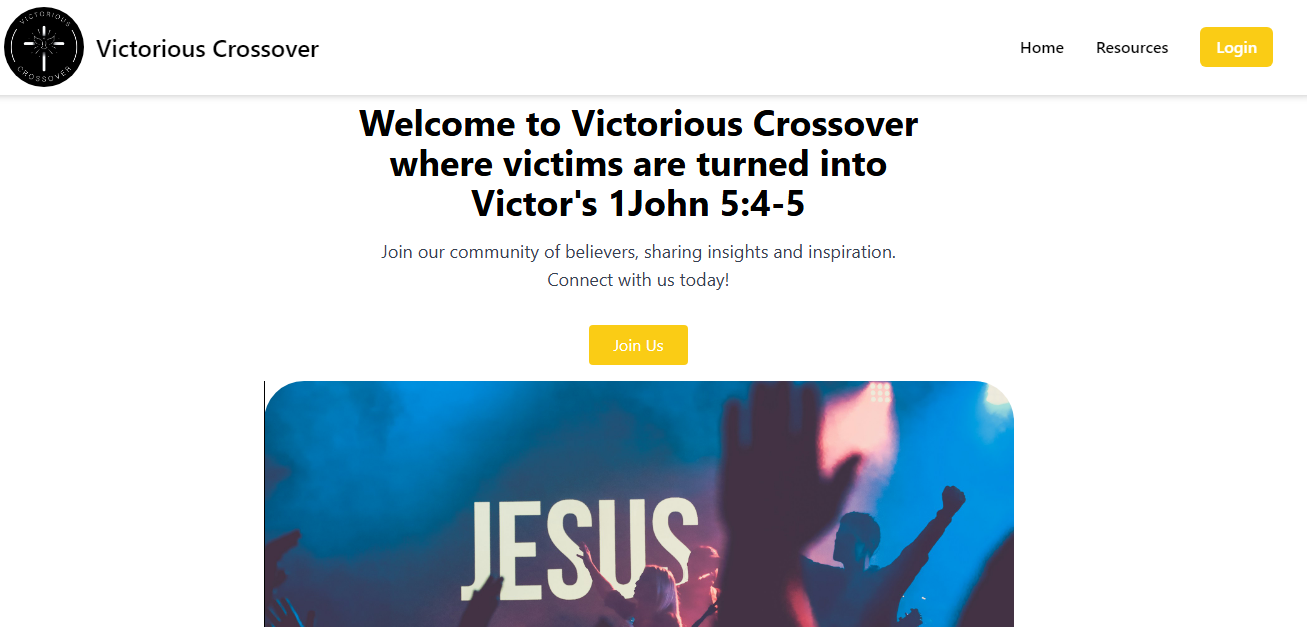 VICTORIOUS
CROSSOVER
Victorious Crossover
Home
Resources
Login
Welcome to Victorious Crossover
where victims are turned into
Victor's 1John 5:4-5
Join our community of believers, sharing insights and inspiration.
Connect with us today!
Join Us
JESUS